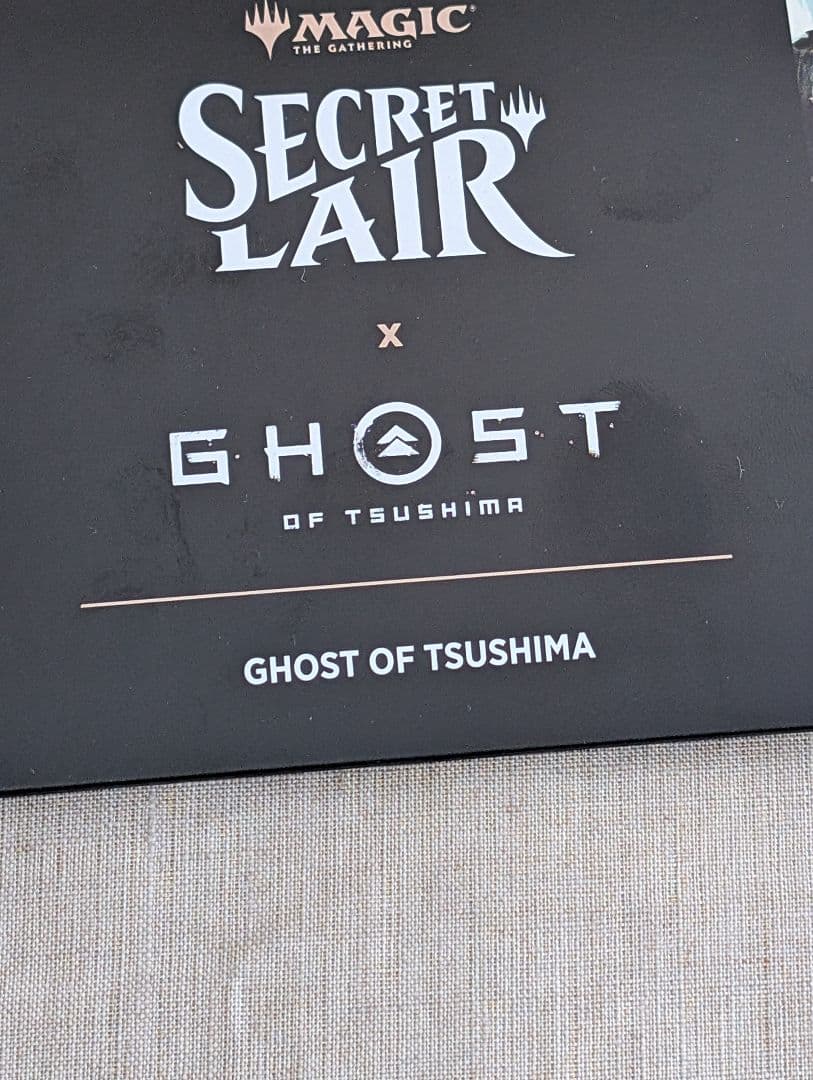 MAGIC
THE GATHERING
SECRET
LAIR
X
GHOST
OF TSUSHIMA
GHOST OF TSUSHIMA